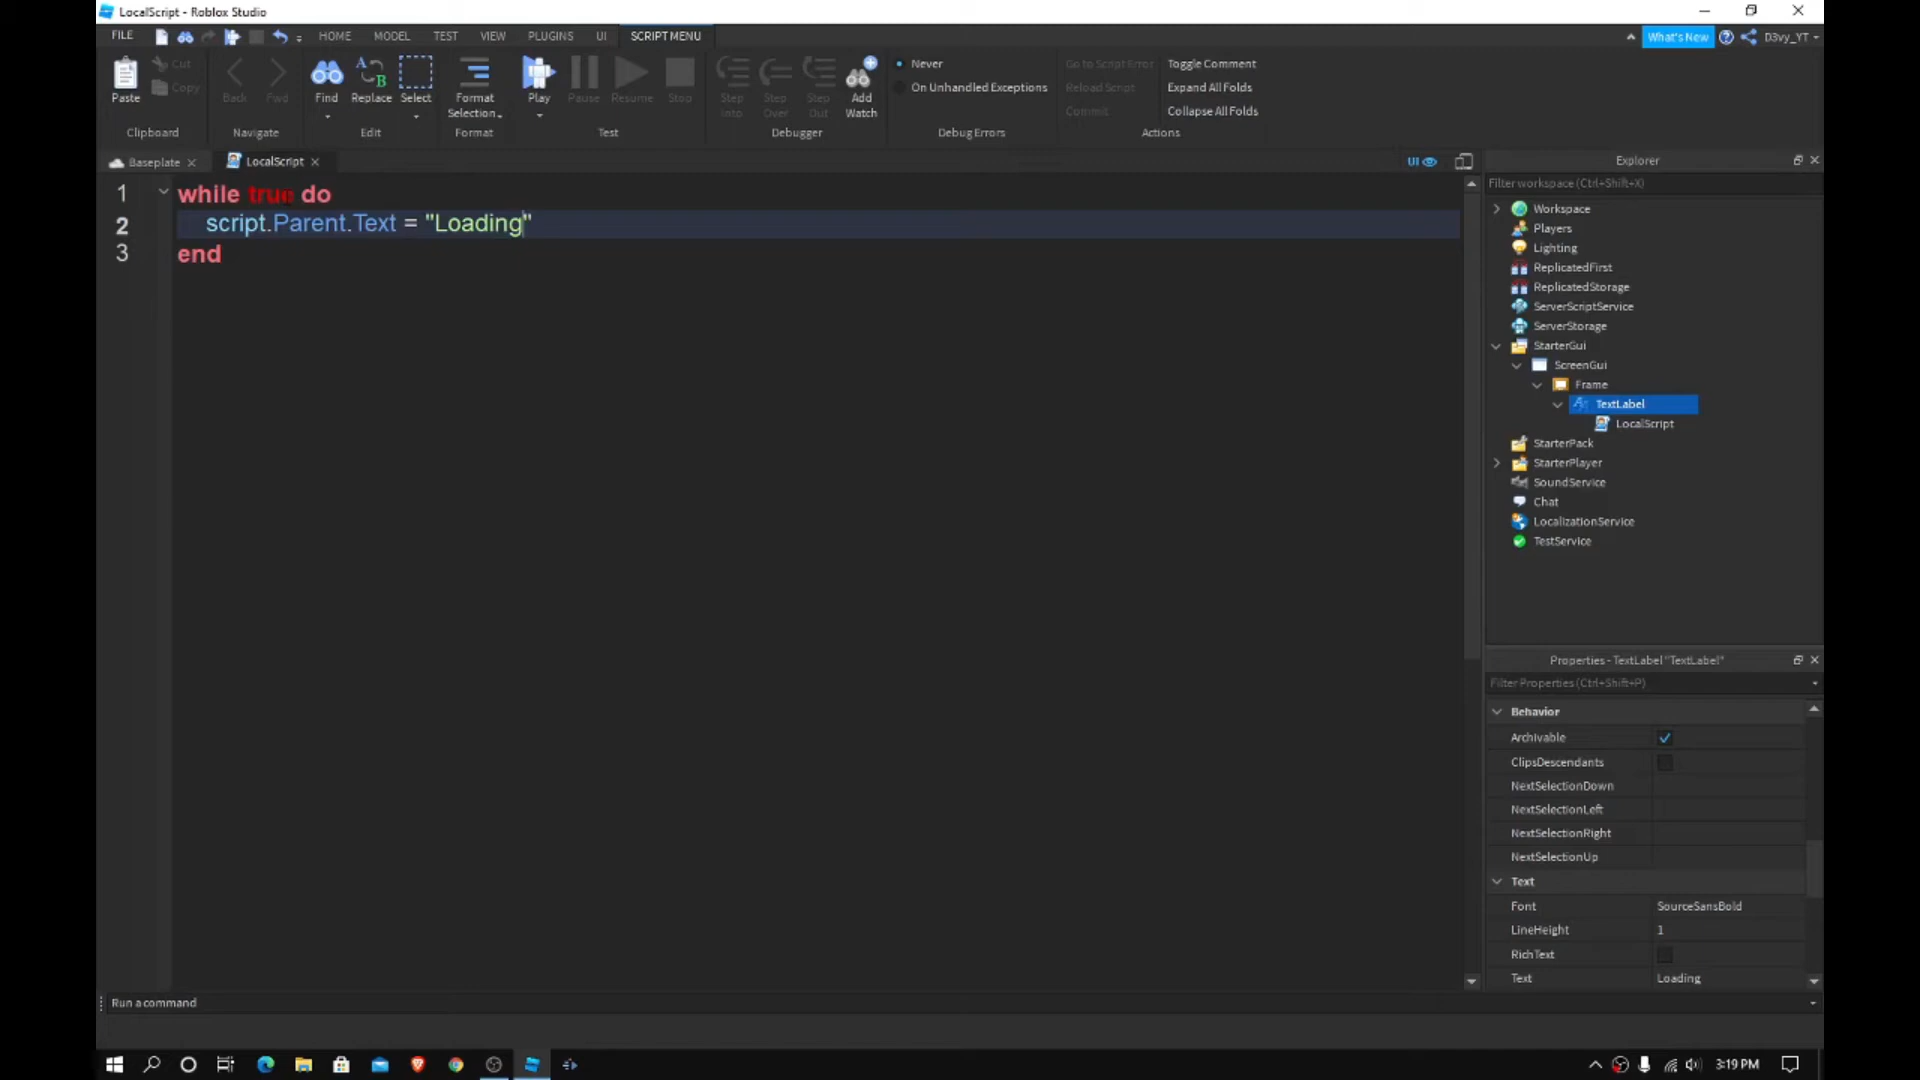 LocalScript - Roblox Studio
FILE HOME MODEL TEST VIEW PLUGINS UI SCRIPT MENU What's New D3vy_YT
Paste Cut Copy Back Fwd Find Replace Select Format Selection Play Pause Resume Stop Step Into Step Over Step Out Add Watch Never On Unhandled Exceptions Go to Script Error Reload Script Commit Toggle Comment Expand All Folds Collapse All Folds
Clipboard Navigate Edit Format Test Debugger Debug Errors Actions
Baseplate LocalScript UI
1 while true do
2 script.Parent.Text = "Loading"
3 end
Explorer
Filter workspace (Ctrl+Shift+X)
Workspace
Players
Lighting
ReplicatedFirst
ReplicatedStorage
ServerScriptService
ServerStorage
StarterGui
ScreenGui
Frame
TextLabel
LocalScript
StarterPack
StarterPlayer
SoundService
Chat
LocalizationService
TestService
Properties - TextLabel "TextLabel"
Filter Properties (Ctrl+Shift+P)
Behavior
Archivable
ClipsDescendants
NextSelectionDown
NextSelectionLeft
NextSelectionRight
NextSelectionUp
Text
Font SourceSansBold
LineHeight 1
RichText
Text Loading
Run a command
3:19 PM